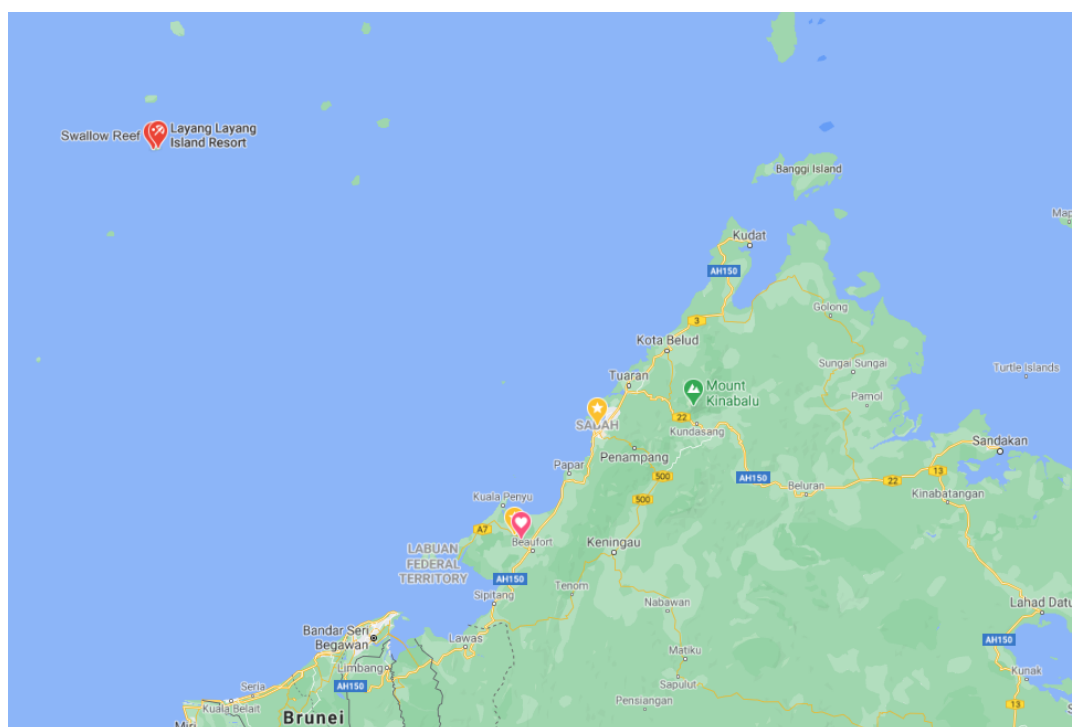 Swallow Reef
Layang Layang
Island Resort
Banggi Island
Kudat
AH150
Golong
3
Kota Belud
Sungai Sungai
Turtle Islands
Tuaran
Mount
Kinabalu
Pamol
SABAH
22
Kundasang
Sandakan
Penampang
Papar
500
AH150
13
22
Beluran
Kinabatangan
500
Kuala Penyu
A7
Beaufort
Keningau
LABUAN
FEDERAL
TERRITORY
AH150
Tenom
Sipitang
Nabawan
Lahad Datu
Bandar Seri
Begawan
Lawas
AH150
Limbang
Matiku
Kunak
Seria
AH150
Sapulut
Kuala Belait
Pensiangan
13
Brunei
Miri